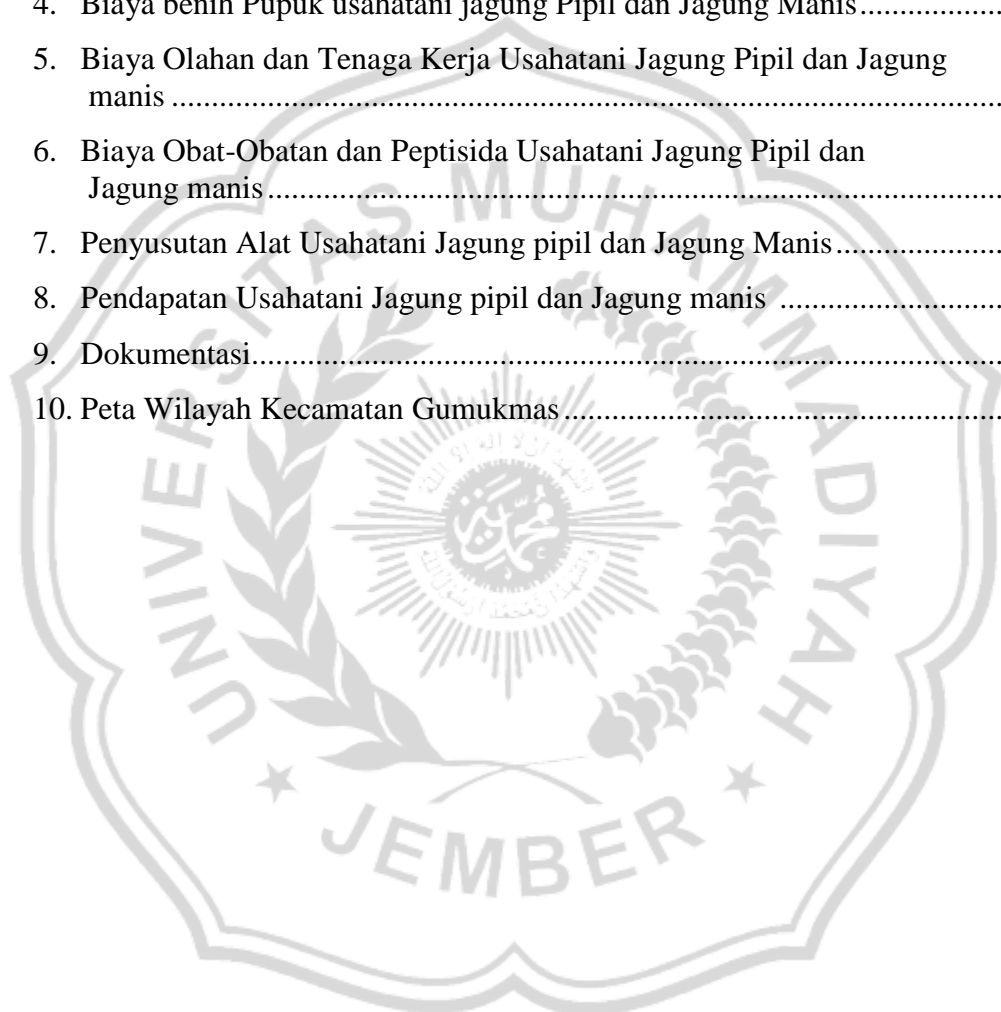 4. Biaya benih Pupuk usahatani jagung Pipil dan Jagung Manis..................
5. Biaya Olahan dan Tenaga Kerja Usahatani Jagung Pipil dan Jagung
manis ........................................................................................................
6. Biaya Obat-Obatan dan Peptisida Usahatani Jagung Pipil dan
Jagung manis............................................................................................
7. Penyusutan Alat Usahatani Jagung pipil dan Jagung Manis.....................
8. Pendapatan Usahatani Jagung pipil dan Jagung manis ............................
9. Dokumentasi..............................................................................................
10. Peta Wilayah Kecamatan Gumukmas......................................................
UNIVERSITAS MUHAMMADIYAH
JEMBER